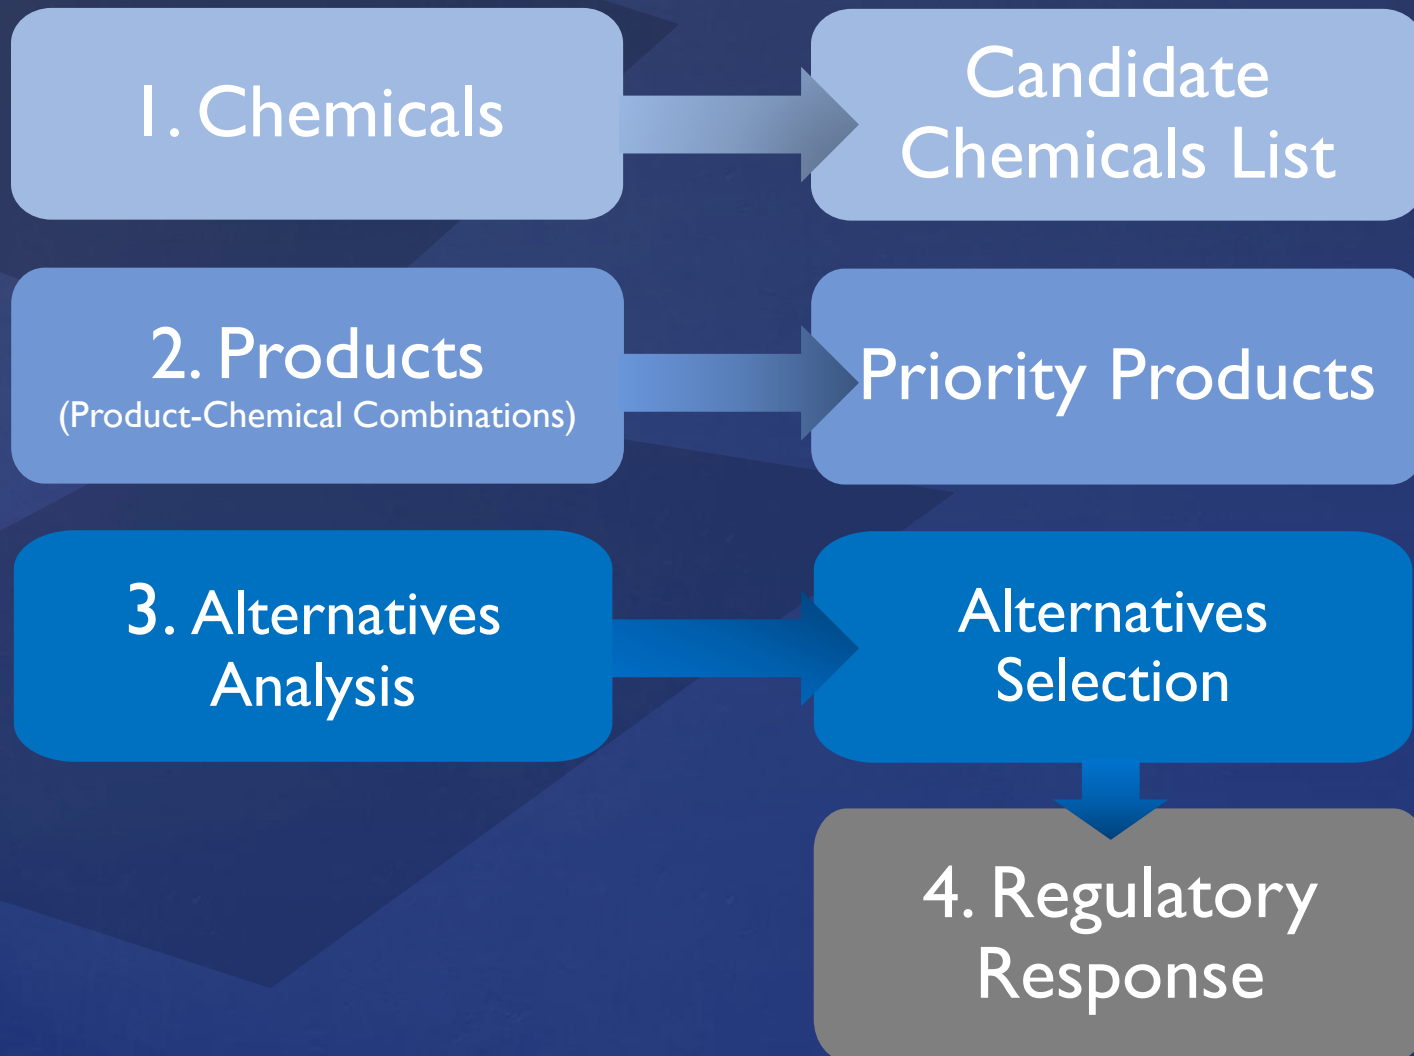 1. Chemicals
Candidate
Chemicals List
2. Products
(Product-Chemical Combinations)
Priority Products
3. Alternatives
Analysis
Alternatives
Selection
4. Regulatory
Response